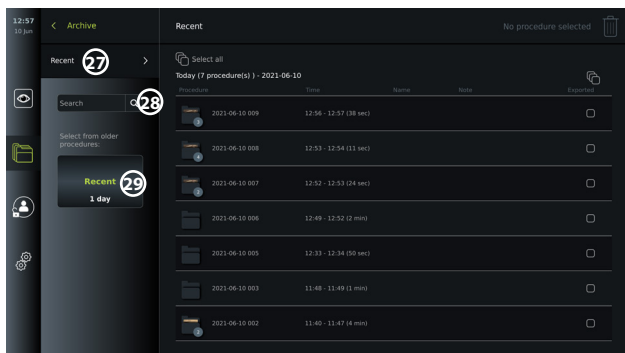 12:57
10 Jun
Archive
Recent
No procedure selected
Recent
27
Select all
Today (7 procedure(s) ) - 2021-06-10
Procedure
Time
Name
Note
Exported
Search
28
Select from older
procedures:
Recent
29
1 day
2021-06-10 009
12:56 - 12:57 (38 sec)
2021-06-10 008
12:53 - 12:54 (11 sec)
2021-06-10 007
12:52 - 12:53 (24 sec)
2021-06-10 006
12:49 - 12:52 (2 min)
2021-06-10 005
12:33 - 12:34 (50 sec)
2021-06-10 003
11:48 - 11:49 (1 min)
2021-06-10 002
11:40 - 11:47 (4 min)